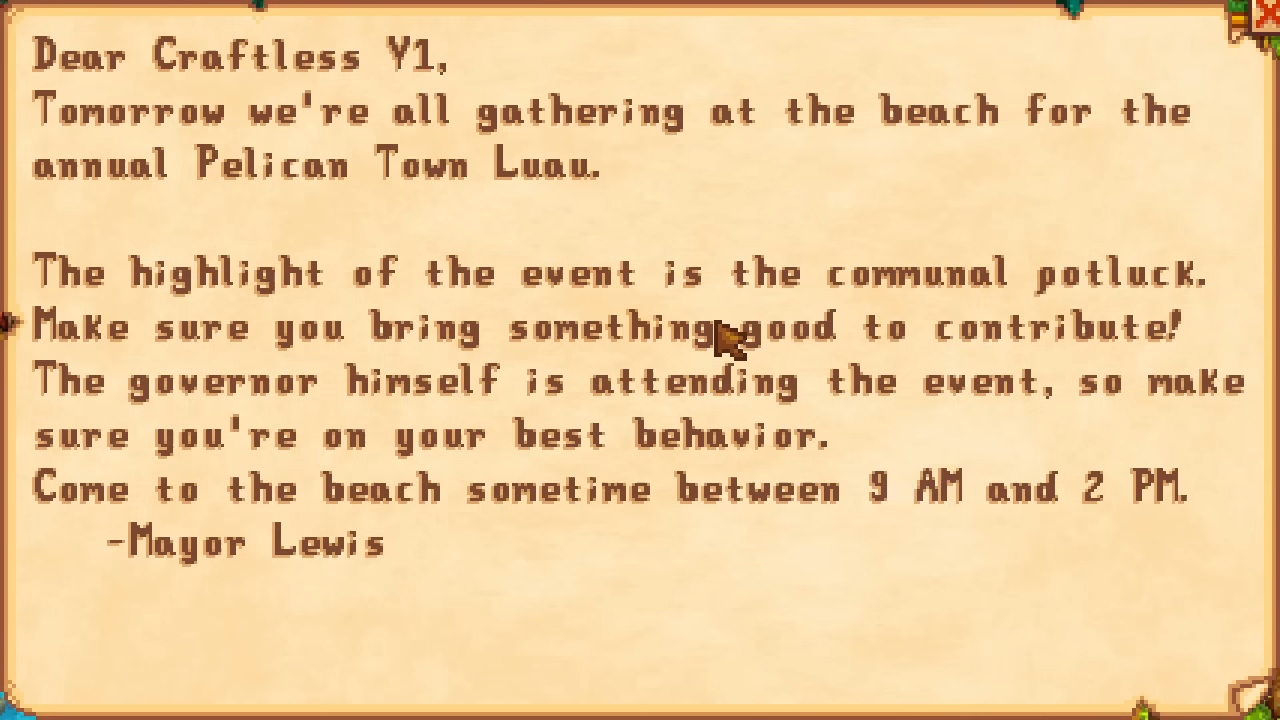 Dear Craftless Y1,
Tomorrow we're all gathering at the beach for the
annual Pelican Town Luau.
The highlight of the event is the communal potluck.
Make sure you bring something good to contribute!
The governor himself is attending the event, so make
sure you're on your best behavior.
Come to the beach sometime between 9 AM and 2 PM.
-Mayor Lewis